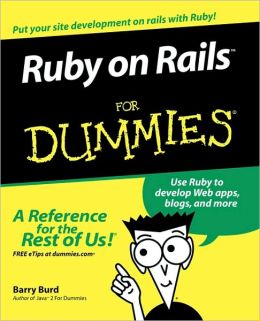 Put your site development on rails with Ruby!
Ruby on Rails™
FOR
DUMMIES®
Use Ruby to
develop Web apps,
blogs, and more
A Reference
for the
Rest of Us!®
FREE eTips at dummies.com®
Barry Burd
Author of Java™ 2 For Dummies